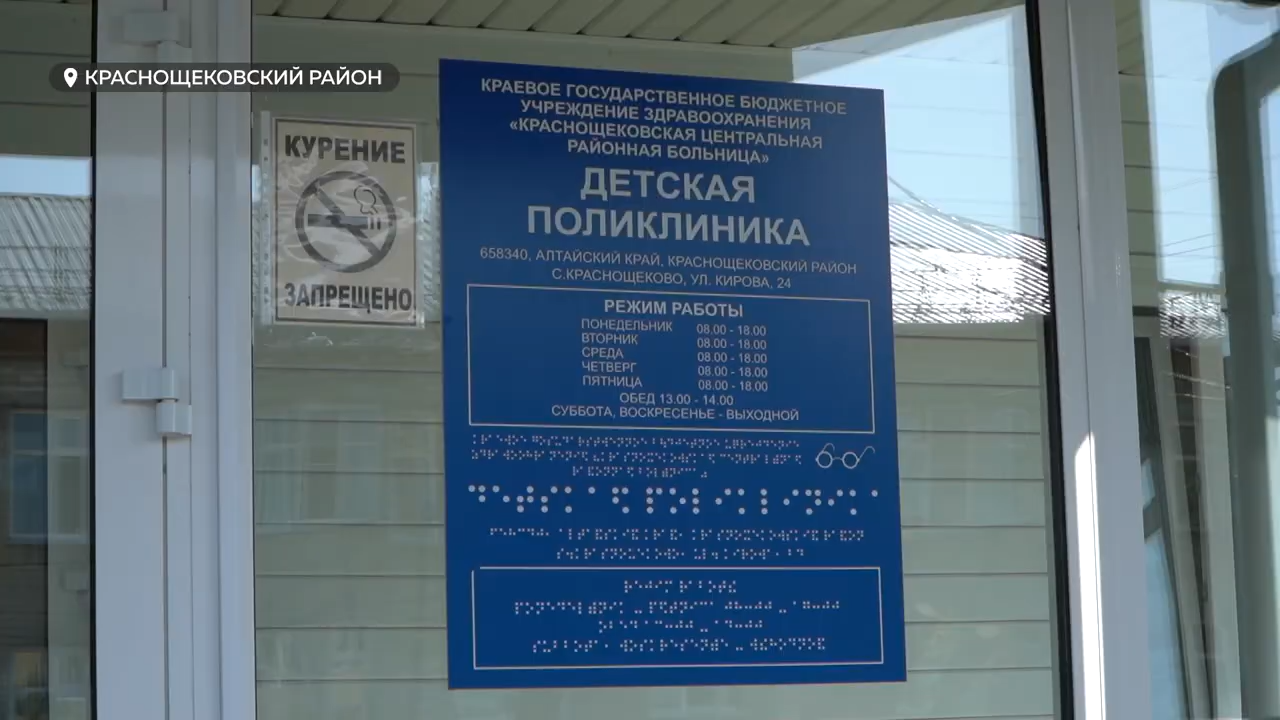 КРАСНОЩЕКОВСКИЙ РАЙОН
КУРЕНИЕ
ЗАПРЕЩЕНО
КРАЕВОЕ ГОСУДАРСТВЕННОЕ БЮДЖЕТНОЕ
УЧРЕЖДЕНИЕ ЗДРАВООХРАНЕНИЯ
«КРАСНОЩЕКОВСКАЯ ЦЕНТРАЛЬНАЯ
РАЙОННАЯ БОЛЬНИЦА»
ДЕТСКАЯ
ПОЛИКЛИНИКА
658340, АЛТАЙСКИЙ КРАЙ, КРАСНОЩЕКОВСКИЙ РАЙОН
С.КРАСНОЩЕКОВО, УЛ. КИРОВА, 24
РЕЖИМ РАБОТЫ
ПОНЕДЕЛЬНИК 08.00 - 18.00
ВТОРНИК 08.00 - 18.00
СРЕДА 08.00 - 18.00
ЧЕТВЕРГ 08.00 - 18.00
ПЯТНИЦА 08.00 - 18.00
ОБЕД 13.00 - 14.00
СУББОТА, ВОСКРЕСЕНЬЕ - ВЫХОДНОЙ